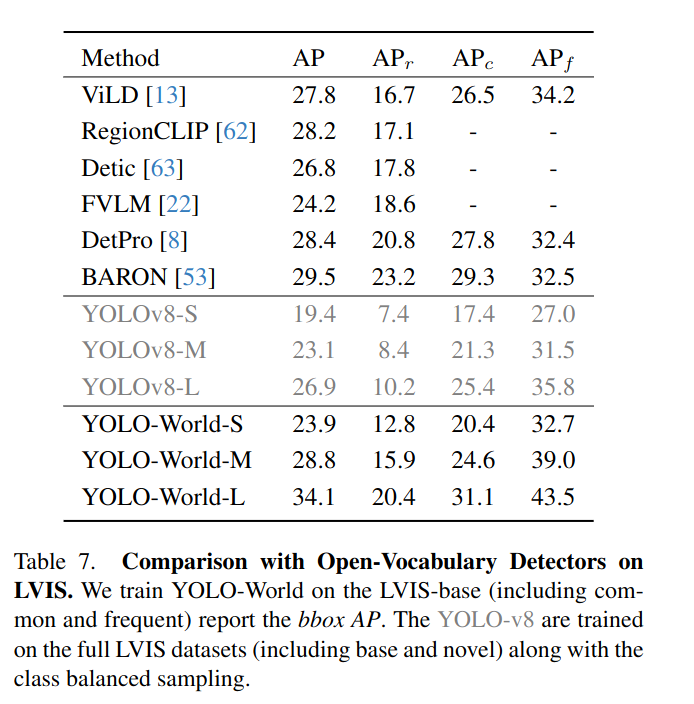 Method AP APr APc APf
ViLD [13] 27.8 16.7 26.5 34.2
RegionCLIP [62] 28.2 17.1 - -
Detic [63] 26.8 17.8 - -
FVLM [22] 24.2 18.6 - -
DetPro [8] 28.4 20.8 27.8 32.4
BARON [53] 29.5 23.2 29.3 32.5
YOLOv8-S 19.4 7.4 17.4 27.0
YOLOv8-M 23.1 8.4 21.3 31.5
YOLOv8-L 26.9 10.2 25.4 35.8
YOLO-World-S 23.9 12.8 20.4 32.7
YOLO-World-M 28.8 15.9 24.6 39.0
YOLO-World-L 34.1 20.4 31.1 43.5
Table 7. Comparison with Open-Vocabulary Detectors on
LVIS. We train YOLO-World on the LVIS-base (including com-
mon and frequent) report the bbox AP. The YOLO-v8 are trained
on the full LVIS datasets (including base and novel) along with the
class balanced sampling.